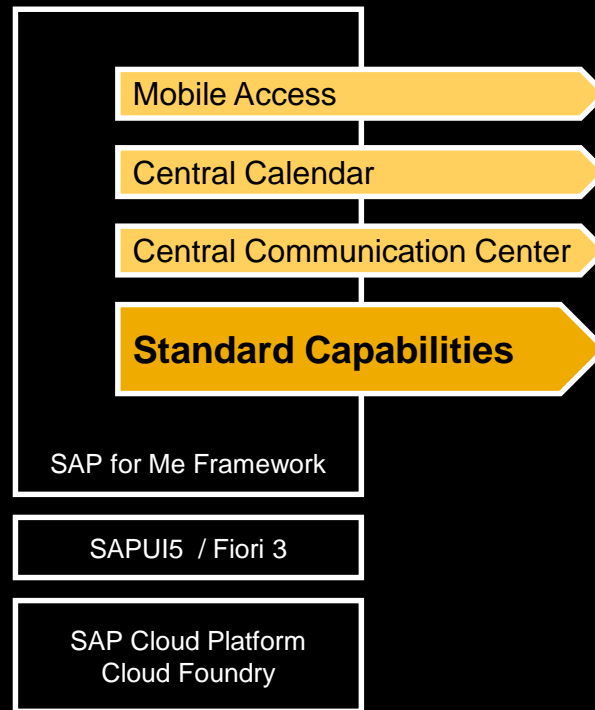 Mobile Access
Central Calendar
Central Communication Center
Standard Capabilities
SAP for Me Framework
SAPUI5 / Fiori 3
SAP Cloud Platform
Cloud Foundry